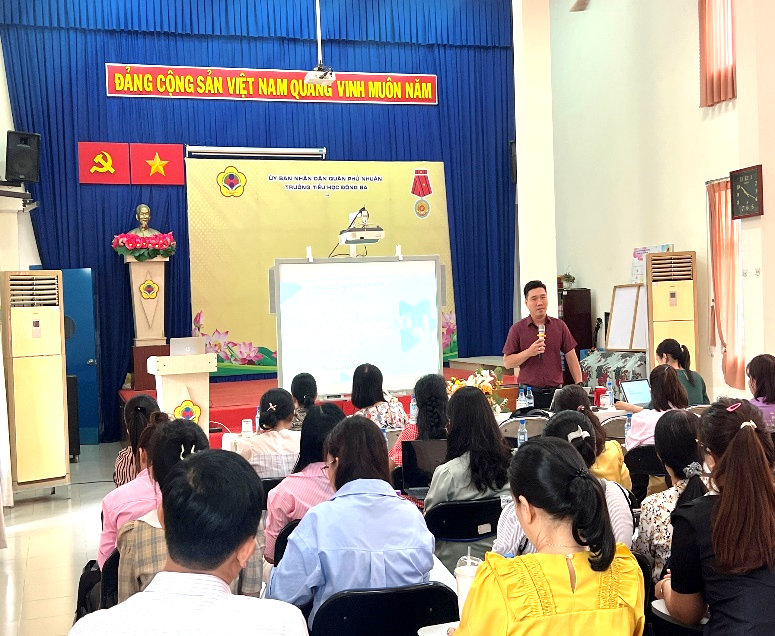 ĐẢNG CỘNG SẢN VIỆT NAM QUANG VINH MUÔN NĂM
ỦY BAN NHÂN DÂN QUẬN PHÚ NHUẬN
TRƯỜNG TIỂU HỌC ĐÔNG BA